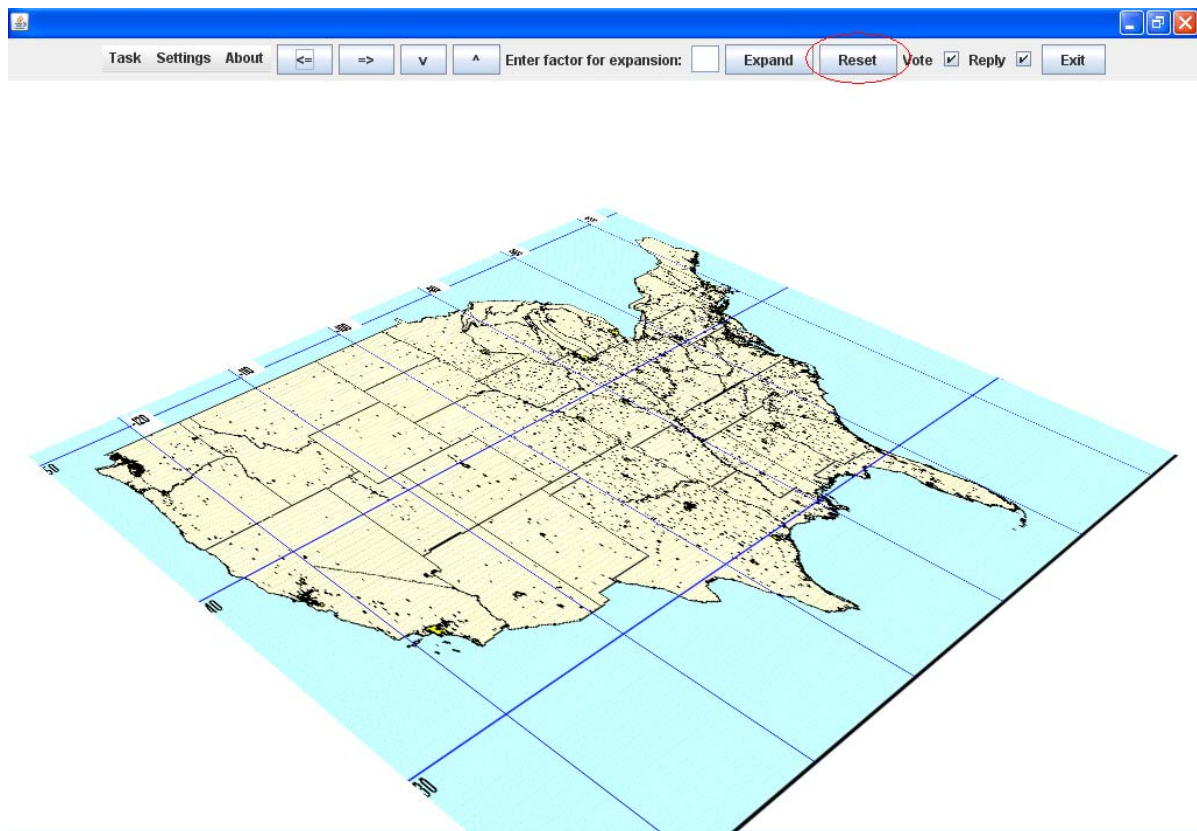 Task Settings About <= => v ^ Enter factor for expansion: Expand Reset Vote Reply Exit
50
40
30